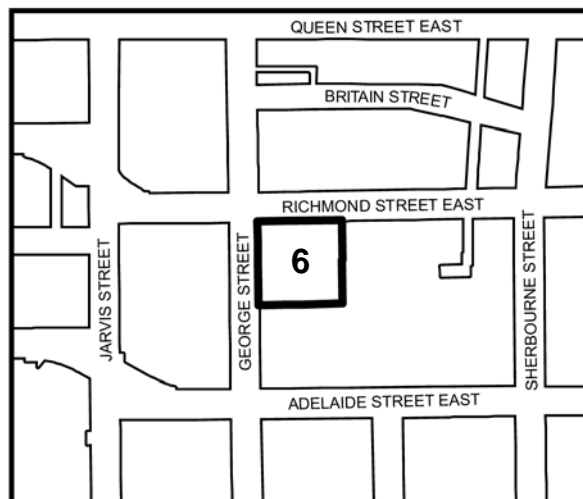 QUEEN STREET EAST
BRITAIN STREET
RICHMOND STREET EAST
6
JARVIS STREET
GEORGE STREET
SHERBOURNE STREET
ADELAIDE STREET EAST